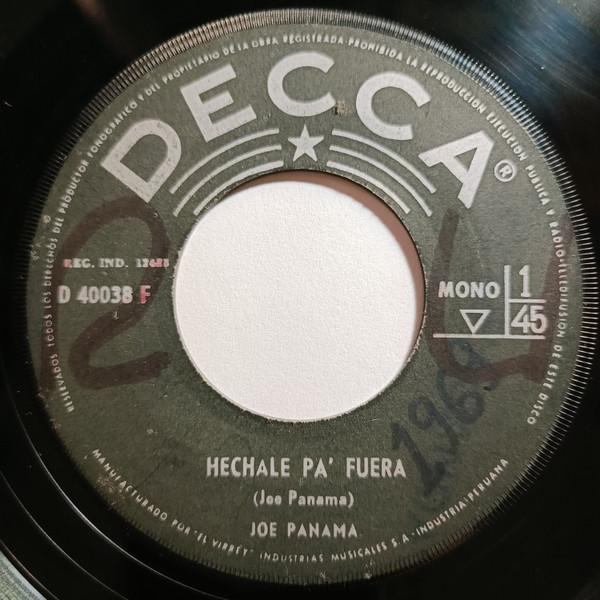 RESERVADOS TODOS LOS DERECHOS DEL PRODUCTOR FONOGRAFICO Y DEL PROPIETARIO DE LA OBRA REGISTRADA·PROHIBIDA LA REPRODUCCION EJECUCION PUBLICA Y RADIO-TELEDIFUSION DE ESTE DISCO
DECCA®
REG. IND. 12488
D 40038 F
MONO 1
45
1969
HECHALE PA' FUERA
(Joe Panama)
JOE PANAMA
MANUFACTURADO POR "EL VIRREY" INDUSTRIAS MUSICALES S A - INDUSTRIA PERUANA